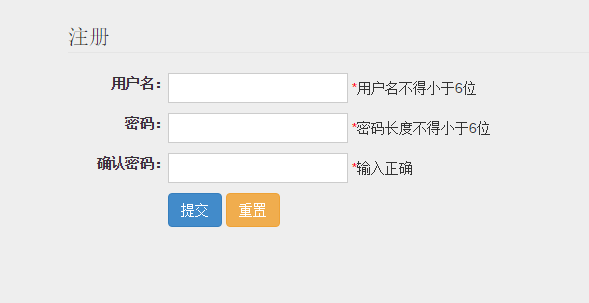 注册
用户名： *用户名不得小于6位
密码： *密码长度不得小于6位
确认密码： *输入正确
提交 重置